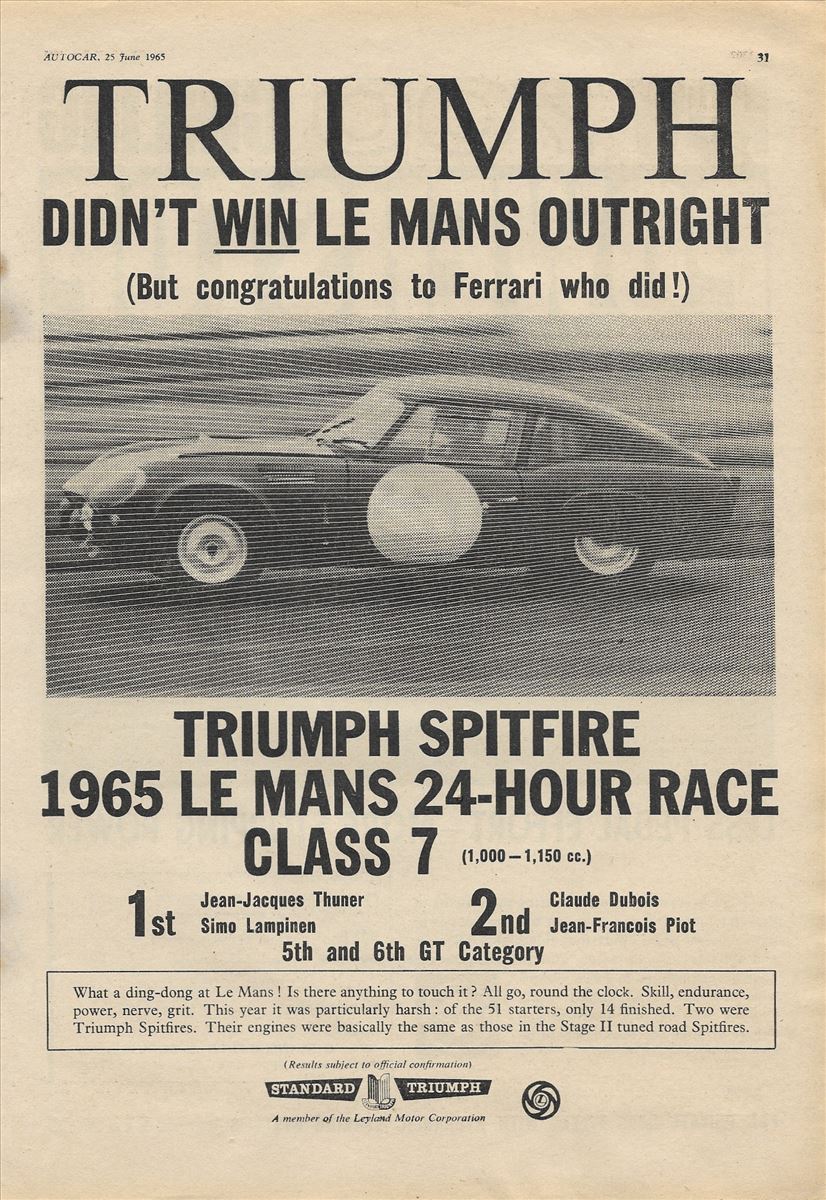 AUTOCAR, 25 June 1965
31
TRIUMPH
DIDN'T WIN LE MANS OUTRIGHT
(But congratulations to Ferrari who did!)
TRIUMPH SPITFIRE
1965 LE MANS 24-HOUR RACE
CLASS 7 (1,000—1,150 cc.)
1st Jean-Jacques Thuner
Simo Lampinen
2nd Claude Dubois
Jean-Francois Piot
5th and 6th GT Category
What a ding-dong at Le Mans! Is there anything to touch it? All go, round the clock. Skill, endurance,
power, nerve, grit. This year it was particularly harsh: of the 51 starters, only 14 finished. Two were
Triumph Spitfires. Their engines were basically the same as those in the Stage II tuned road Spitfires.
(Results subject to official confirmation)
STANDARD TRIUMPH
A member of the Leyland Motor Corporation
L